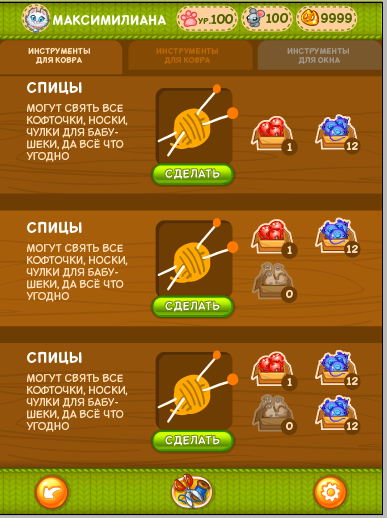 МАКСИМИЛИАНА
УР.100
100
9999
ИНСТРУМЕНТЫ
ДЛЯ КОВРА
ИНСТРУМЕНТЫ
ДЛЯ КОВРА
ИНСТРУМЕНТЫ
ДЛЯ ОКНА
СПИЦЫ
МОГУТ СВЯТЬ ВСЕ
КОФТОЧКИ, НОСКИ,
ЧУЛКИ ДЛЯ БАБУ-
ШЕКИ, ДА ВСЁ ЧТО
УГОДНО
СДЕЛАТЬ
1
12
СПИЦЫ
МОГУТ СВЯТЬ ВСЕ
КОФТОЧКИ, НОСКИ,
ЧУЛКИ ДЛЯ БАБУ-
ШЕКИ, ДА ВСЁ ЧТО
УГОДНО
СДЕЛАТЬ
1
12
0
СПИЦЫ
МОГУТ СВЯТЬ ВСЕ
КОФТОЧКИ, НОСКИ,
ЧУЛКИ ДЛЯ БАБУ-
ШЕКИ, ДА ВСЁ ЧТО
УГОДНО
СДЕЛАТЬ
1
12
0
12